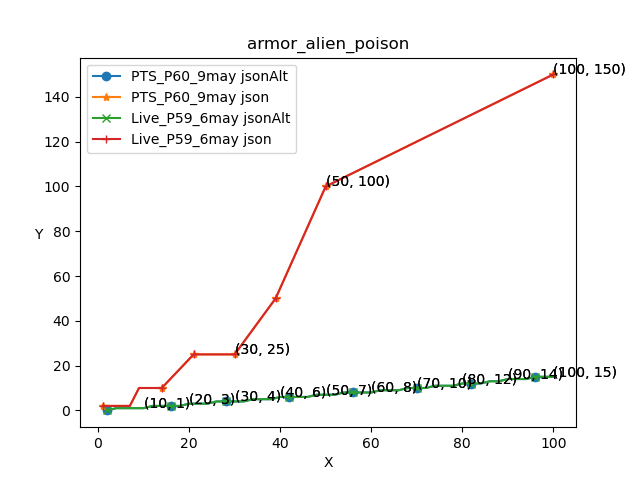 armor_alien_poison
PTS_P60_9may jsonAlt
PTS_P60_9may json
Live_P59_6may jsonAlt
Live_P59_6may json
(100, 150)
(50, 100)
(30, 25)
(10, 1)
(20, 3)
(30, 4)
(40, 6)
(50, 7)
(60, 8)
(70, 10)
(80, 12)
(90, 14)
(100, 15)
Y
140
120
100
80
60
40
20
0
0 20 40 60 80 100
X